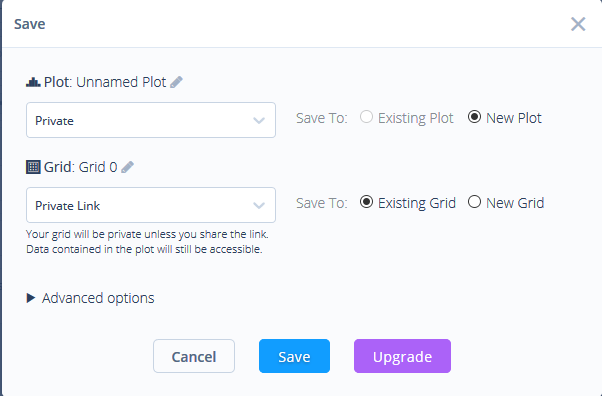 Save
Plot: Unnamed Plot
Private
Save To: Existing Plot New Plot
Grid: Grid 0
Private Link
Save To: Existing Grid New Grid
Your grid will be private unless you share the link.
Data contained in the plot will still be accessible.
Advanced options
Cancel Save Upgrade